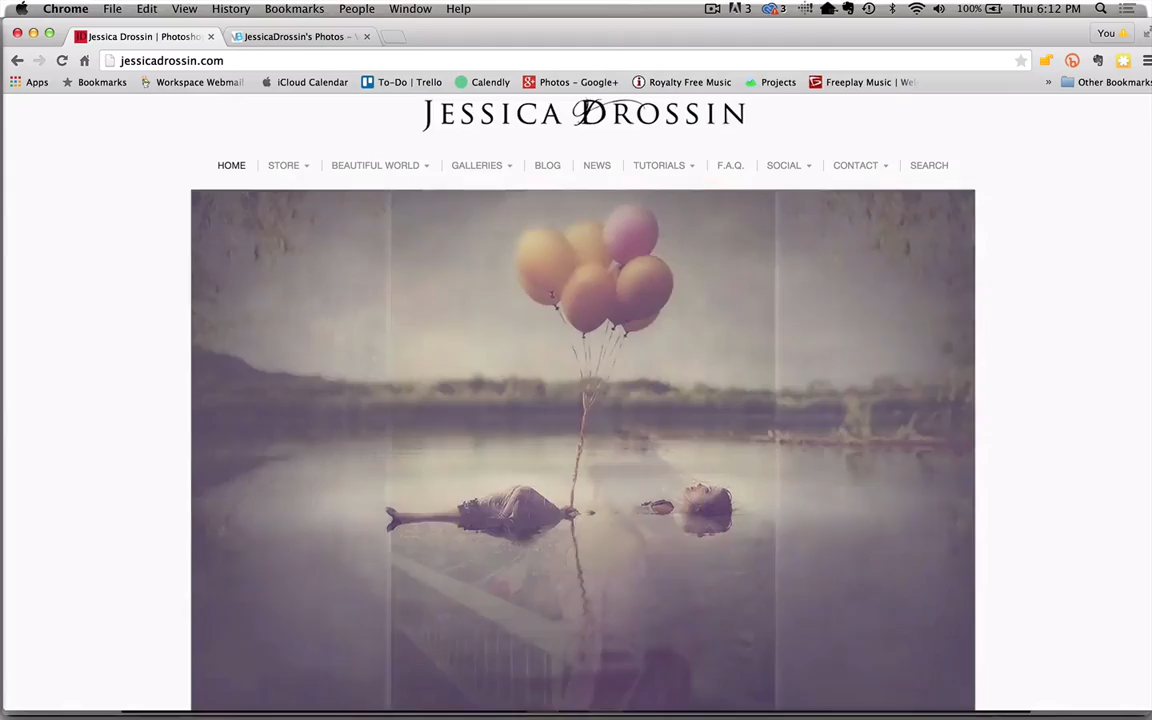 Chrome File Edit View History Bookmarks People Window Help 3 3 100% Thu 6:12 PM
Jessica Drossin | Photosho JessicaDrossin's Photos - You
jessicadrossin.com
Apps Bookmarks Workspace Webmail iCloud Calendar To-Do | Trello Calendly Photos - Google+ Royalty Free Music Projects Freeplay Music | We » Other Bookmarks
JESSICA DROSSIN
HOME STORE BEAUTIFUL WORLD GALLERIES BLOG NEWS TUTORIALS F.A.Q. SOCIAL CONTACT SEARCH